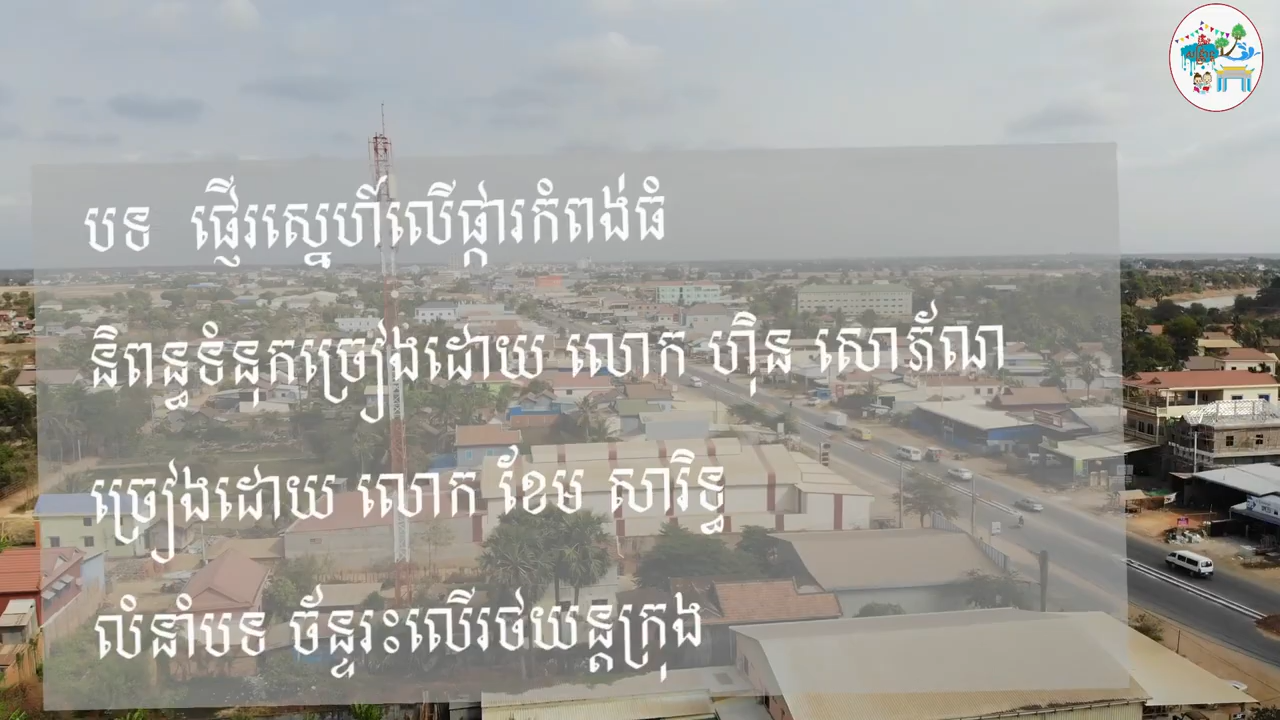 បទ ផ្ញើរស្នេហ៍លើផ្ការកំពង់ធំ
និពន្ធទំនុកច្រៀងដោយ លោក ហ៊ិន សោភ័ណ
ច្រៀងដោយ លោក ខែម សារិទ្ធ
លំនាំបទ ច័ន្ទរះលើរថយន្តក្រុង